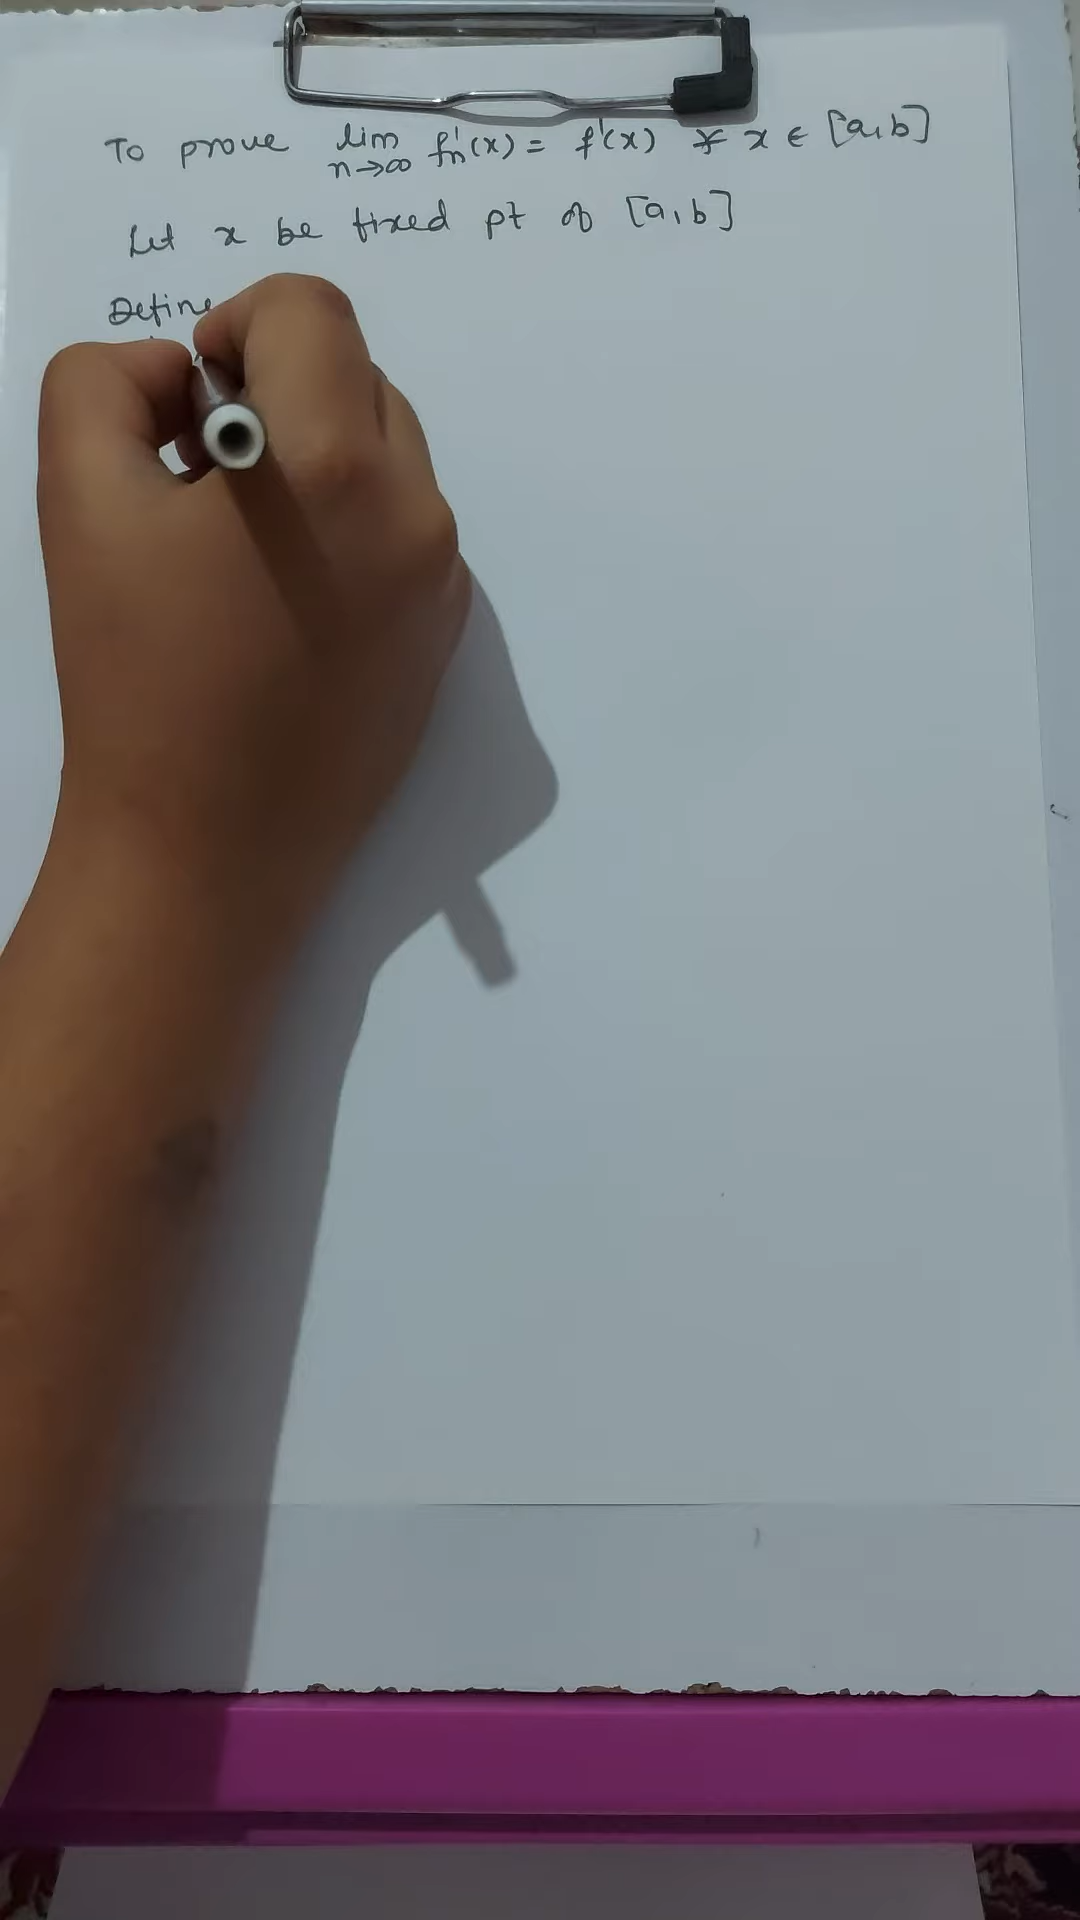 To prove lim n→∞ fn'(x) = f'(x) ∀ x ∈ [a,b]
Let x be fixed pt of [a,b]
Define